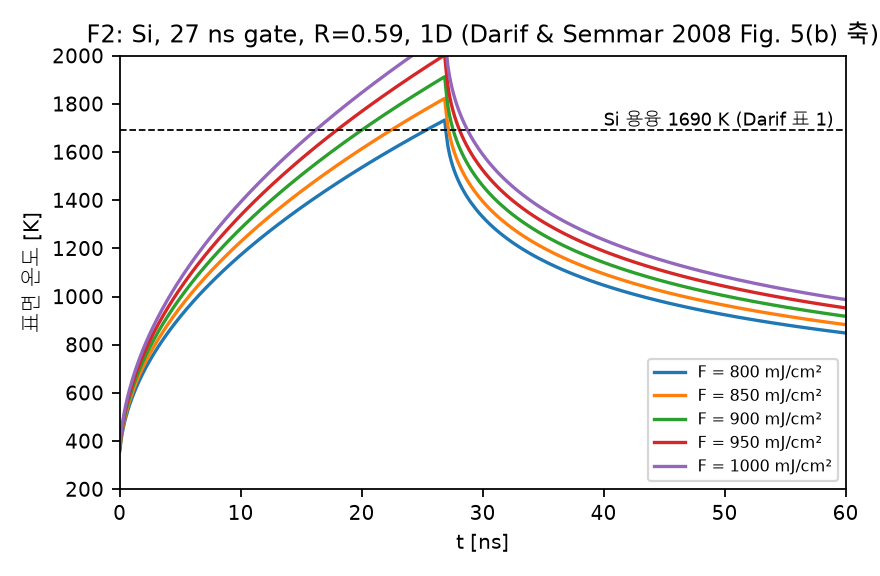 F2: Si, 27 ns gate, R=0.59, 1D (Darif & Semmar 2008 Fig. 5(b) 축)
2000
1800
1600
1400
1200
1000
800
600
400
200
표면 온도 [K]
Si 용융 1690 K (Darif 표 1)
F = 800 mJ/cm²
F = 850 mJ/cm²
F = 900 mJ/cm²
F = 950 mJ/cm²
F = 1000 mJ/cm²
0 10 20 30 40 50 60
t [ns]